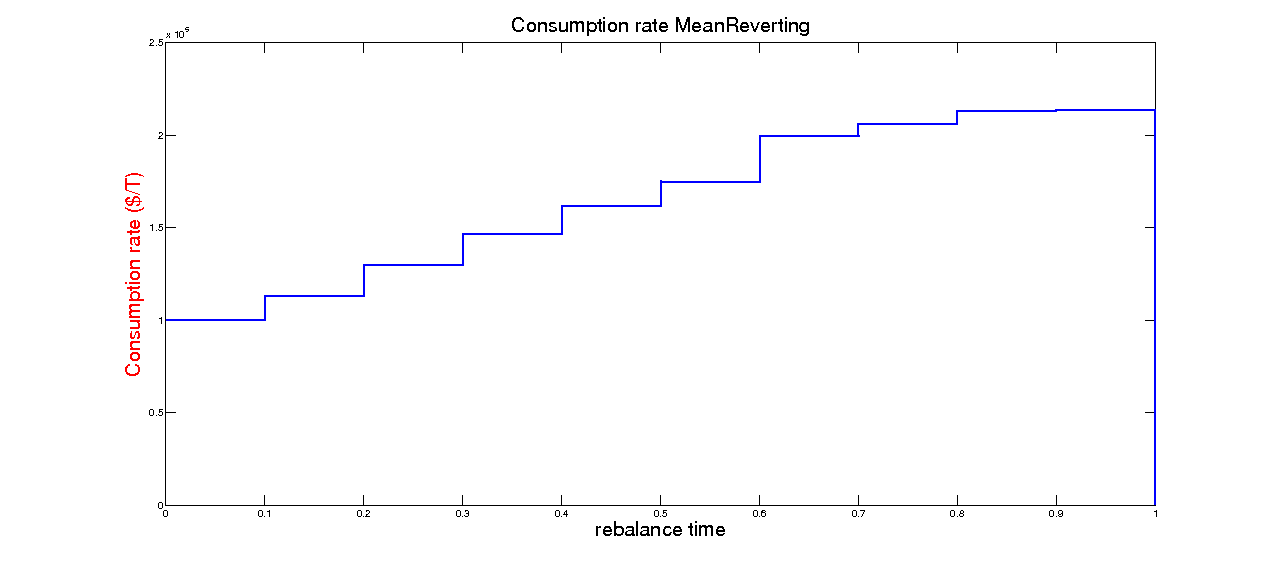 Consumption rate MeanReverting
x 10^5
2.5
2
1.5
1
0.5
0
Consumption rate ($/T)
0 0.1 0.2 0.3 0.4 0.5 0.6 0.7 0.8 0.9 1
rebalance time